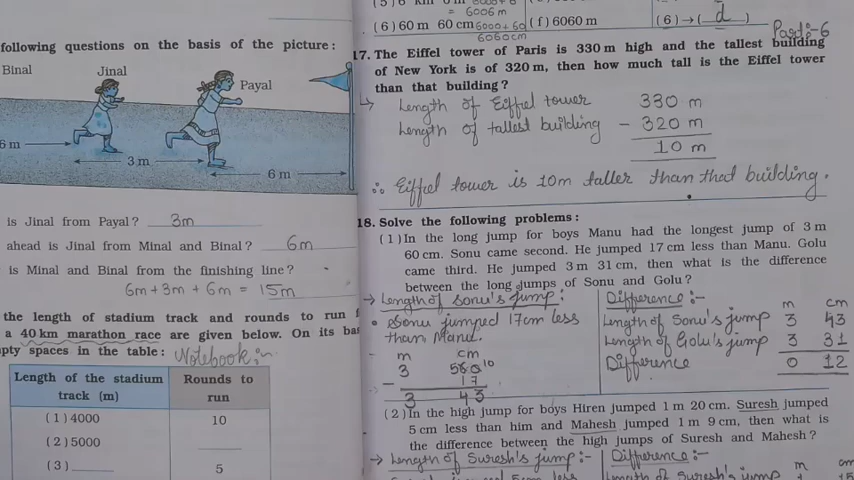 following questions on the basis of the picture :
Binal
Jinal
Payal
6 m
3 m
6 m
is Jinal from Payal? 3m
ahead is Jinal from Minal and Binal? 6m
is Minal and Binal from the finishing line?
6m + 3m + 6m = 15m
the length of stadium track and rounds to run
a 40 km marathon race are given below. On its
pty spaces in the table : Notebook :~
Length of the stadium track (m)
Rounds to run
(1) 4000
10
(2) 5000
(3)
5
= 6006 m
(6) 60 m 60 cm 6000 + 60 (f) 6060 m
6060cm
(6) → ( d )
Part:-6
17. The Eiffel tower of Paris is 330 m high and the tallest building
of New York is of 320 m, then how much tall is the Eiffel tower
than that building?
↳ Length of Eiffel tower 330 m
Length of tallest building - 320 m
10 m
∴ Eiffel tower is 10m taller than that building.
18. Solve the following problems :
(1) In the long jump for boys Manu had the longest jump of 3 m
60 cm. Sonu came second. He jumped 17 cm less than Manu. Golu
came third. He jumped 3 m 31 cm, then what is the difference
between the long jumps of Sonu and Golu?
→ Length of Sonu's jump :
• Sonu jumped 17cm less
than Manu.
m cm
3 5 6 0 10
- 17
3 43
Difference :-
m cm
Length of Sonu's jump 3 43
Length of Golu's jump 3 31
Difference 0 12
(2) In the high jump for boys Hiren jumped 1 m 20 cm. Suresh jumped
5 cm less than him and Mahesh jumped 1 m 9 cm, then what is
the difference between the high jumps of Suresh and Mahesh?
→ Length of Suresh's jump :-
Difference :-
m cm
Length of Suresh's jump